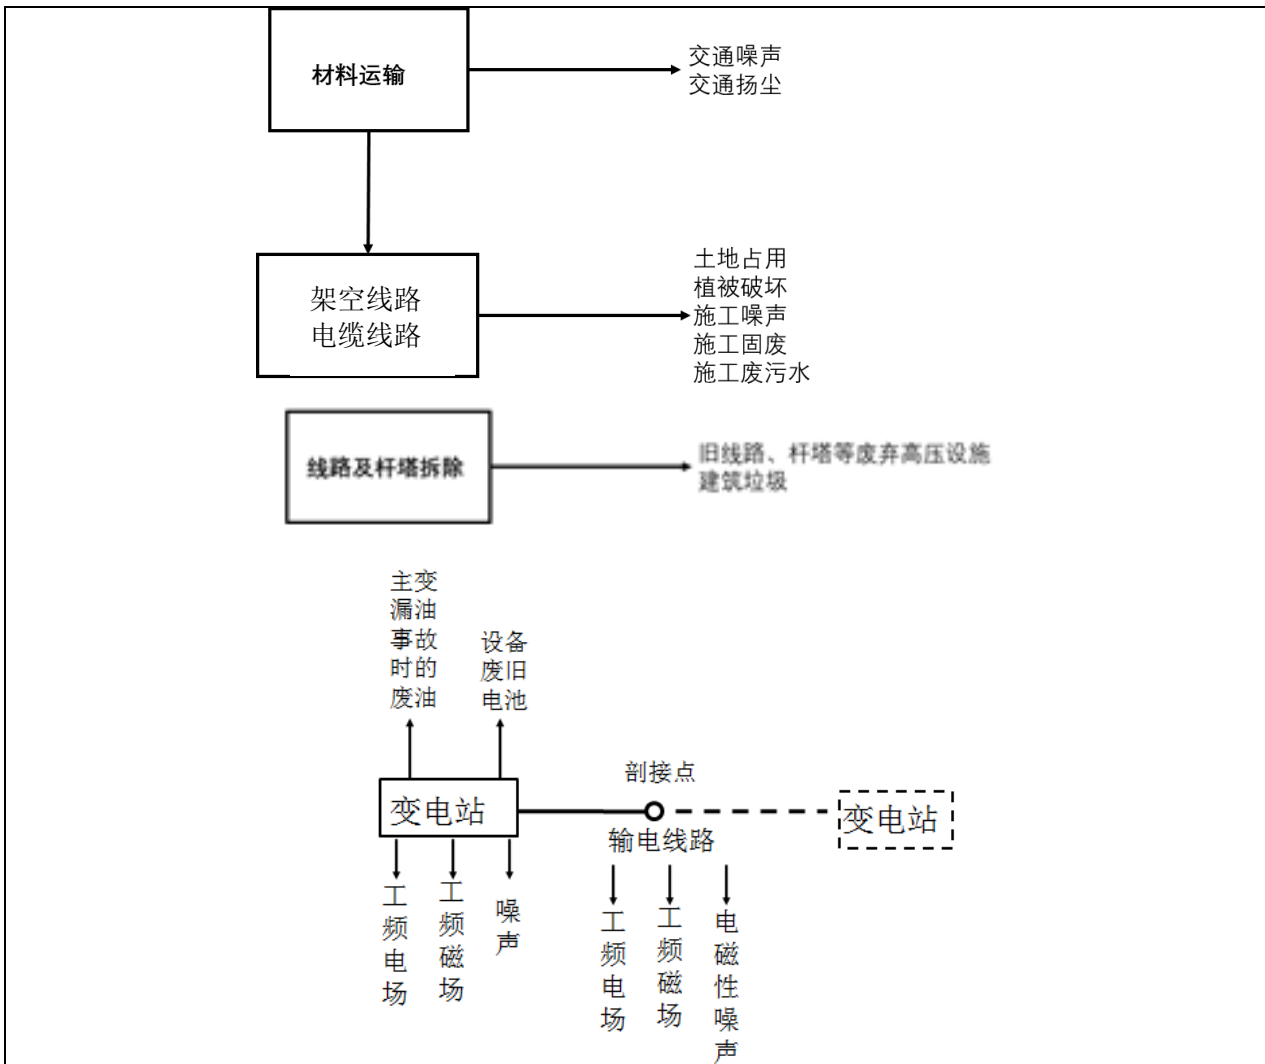 材料运输
交通噪声
交通扬尘
架空线路
电缆线路
土地占用
植被破坏
施工噪声
施工固废
施工废污水
线路及杆塔拆除
旧线路、杆塔等废弃高压设施
建筑垃圾
主变
漏油
事故
时的
废油
设备
废旧
电池
剖接点
变电站
变电站
输电线路
工频电场
工频磁场
噪声
工频电场
工频磁场
电磁性噪声